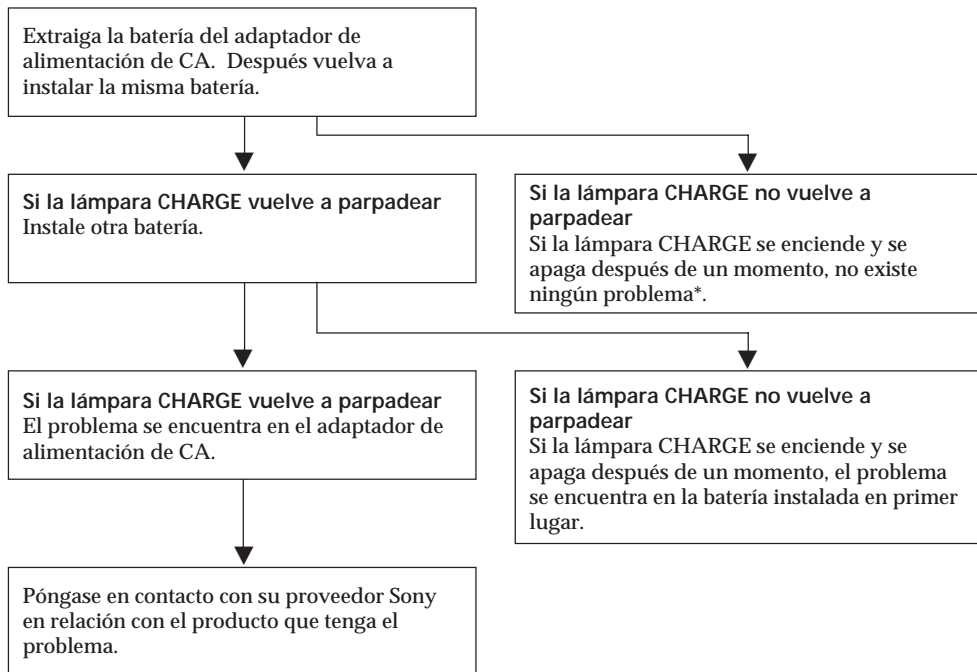 Extraiga la batería del adaptador de
alimentación de CA.  Después vuelva a
instalar la misma batería.
Si la lámpara CHARGE vuelve a parpadear
Instale otra batería.
Si la lámpara CHARGE no vuelve a
parpadear
Si la lámpara CHARGE se enciende y se
apaga después de un momento, no existe
ningún problema*.
Si la lámpara CHARGE vuelve a parpadear
El problema se encuentra en el adaptador de
alimentación de CA.
Si la lámpara CHARGE no vuelve a
parpadear
Si la lámpara CHARGE se enciende y se
apaga después de un momento, el problema
se encuentra en la batería instalada en primer
lugar.
Póngase en contacto con su proveedor Sony
en relación con el producto que tenga el
problema.